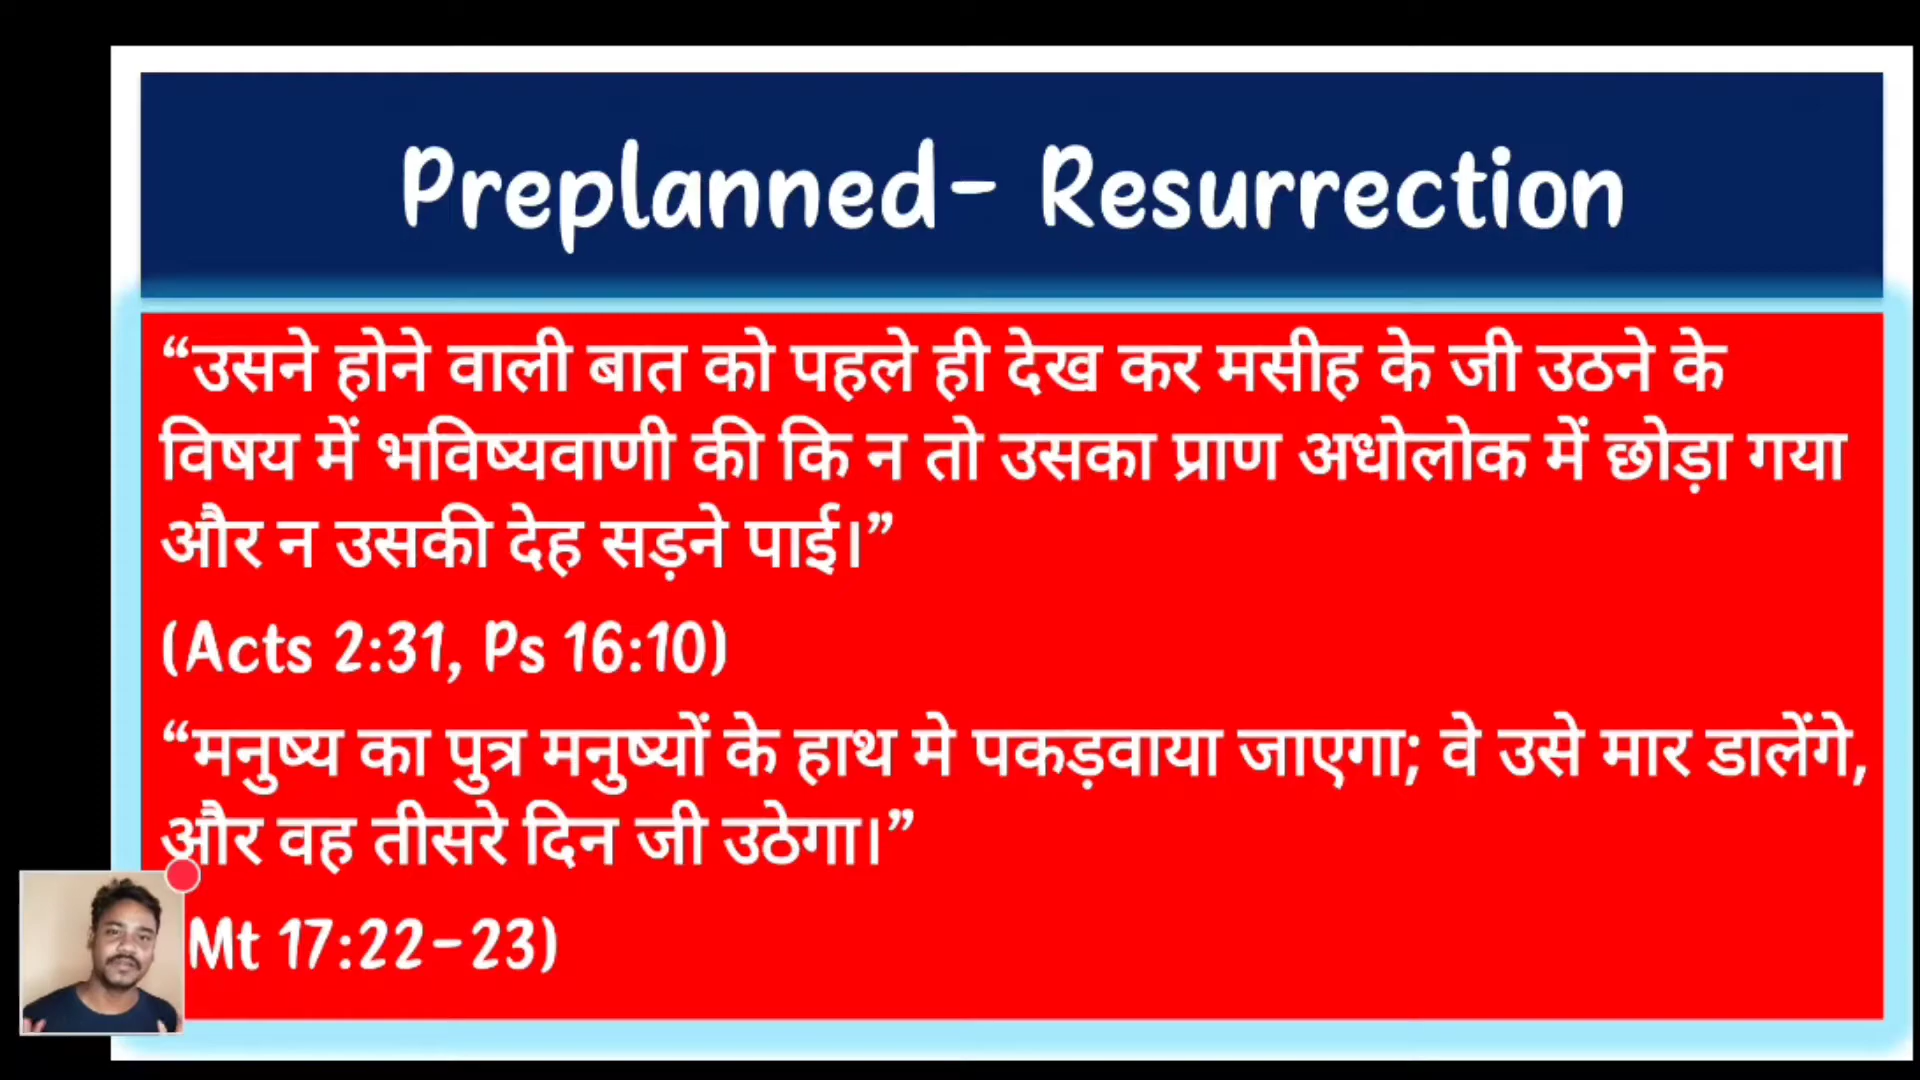 Preplanned- Resurrection
“उसने होने वाली बात को पहले ही देख कर मसीह के जी उठने के
विषय में भविष्यवाणी की कि न तो उसका प्राण अधोलोक में छोड़ा गया
और न उसकी देह सड़ने पाई।”
(Acts 2:31, Ps 16:10)
“मनुष्य का पुत्र मनुष्यों के हाथ मे पकड़वाया जाएगा; वे उसे मार डालेंगे,
और वह तीसरे दिन जी उठेगा।”
Mt 17:22-23)